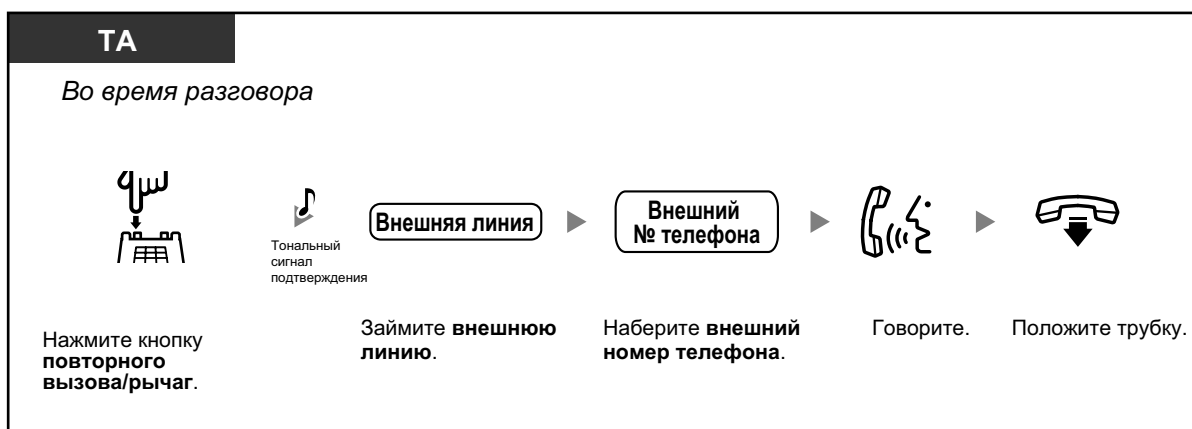 ТА
Во время разговора
Тональный
сигнал
подтверждения
Внешняя линия
Внешний
№ телефона
Нажмите кнопку
повторного
вызова/рычаг.
Займите внешнюю
линию.
Наберите внешний
номер телефона.
Говорите.
Положите трубку.